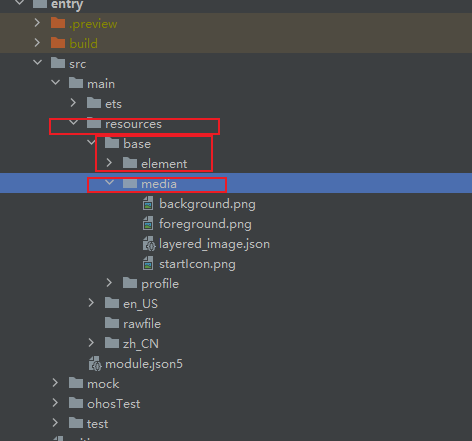 entry
.preview
build
src
main
ets
resources
base
element
media
background.png
foreground.png
layered_image.json
startIcon.png
profile
en_US
rawfile
zh_CN
module.json5
mock
ohosTest
test